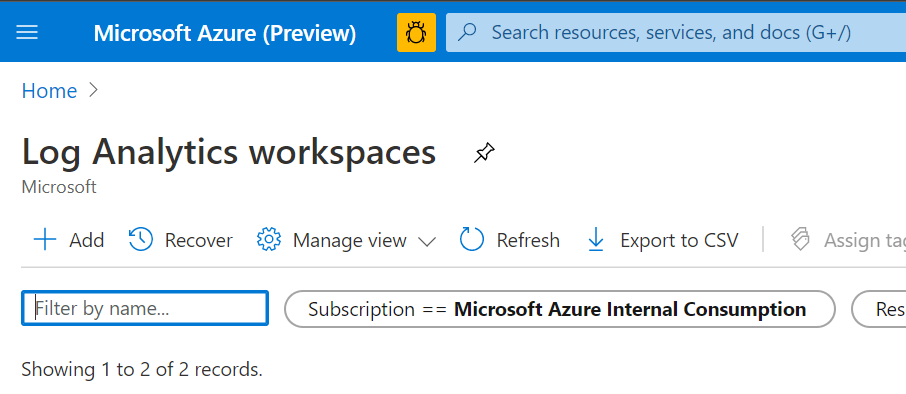 Microsoft Azure (Preview) Search resources, services, and docs (G+/)
Home
Log Analytics workspaces
Microsoft
Add Recover Manage view Refresh Export to CSV Assign
Filter by name... Subscription == Microsoft Azure Internal Consumption
Showing 1 to 2 of 2 records.